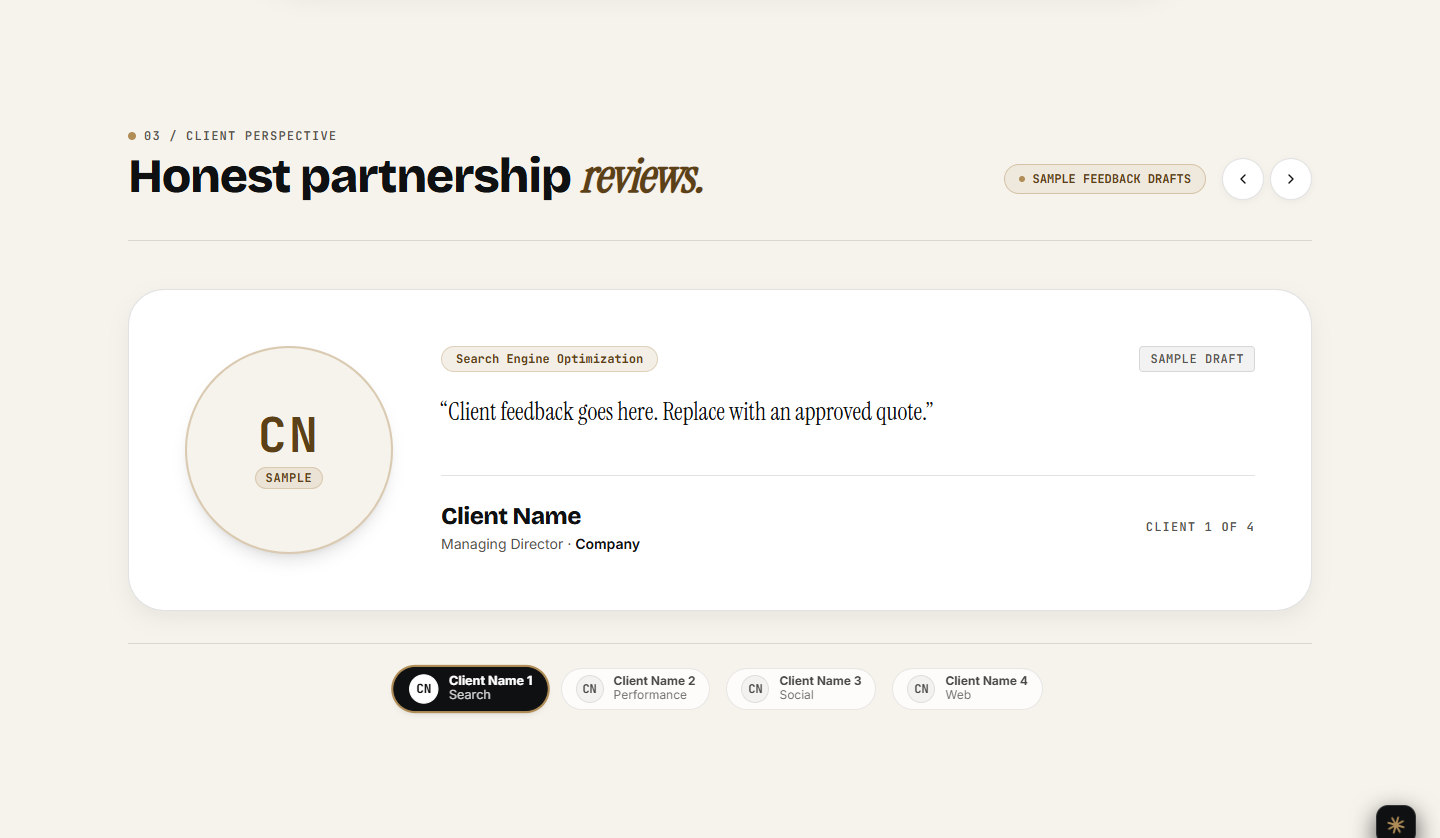 03 / CLIENT PERSPECTIVE
Honest partnership reviews.
SAMPLE FEEDBACK DRAFTS
CN
SAMPLE
Search Engine Optimization
SAMPLE DRAFT
“Client feedback goes here. Replace with an approved quote.”
Client Name
Managing Director · Company
CLIENT 1 OF 4
CN
Client Name 1
Search
CN
Client Name 2
Performance
CN
Client Name 3
Social
CN
Client Name 4
Web